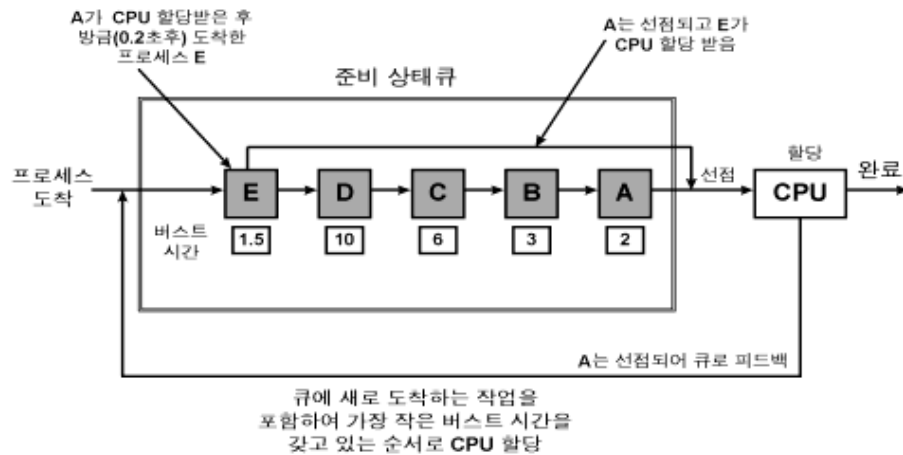 A가 CPU 할당받은 후
방금(0.2초후) 도착한
프로세스 E
A는 선점되고 E가
CPU 할당 받음
준비 상태큐
프로세스
도착
E
D
C
B
A
선점
할당
CPU
완료
버스트
시간
1.5
10
6
3
2
A는 선점되어 큐로 피드백
큐에 새로 도착하는 작업을
포함하여 가장 작은 버스트 시간을
갖고 있는 순서로 CPU 할당